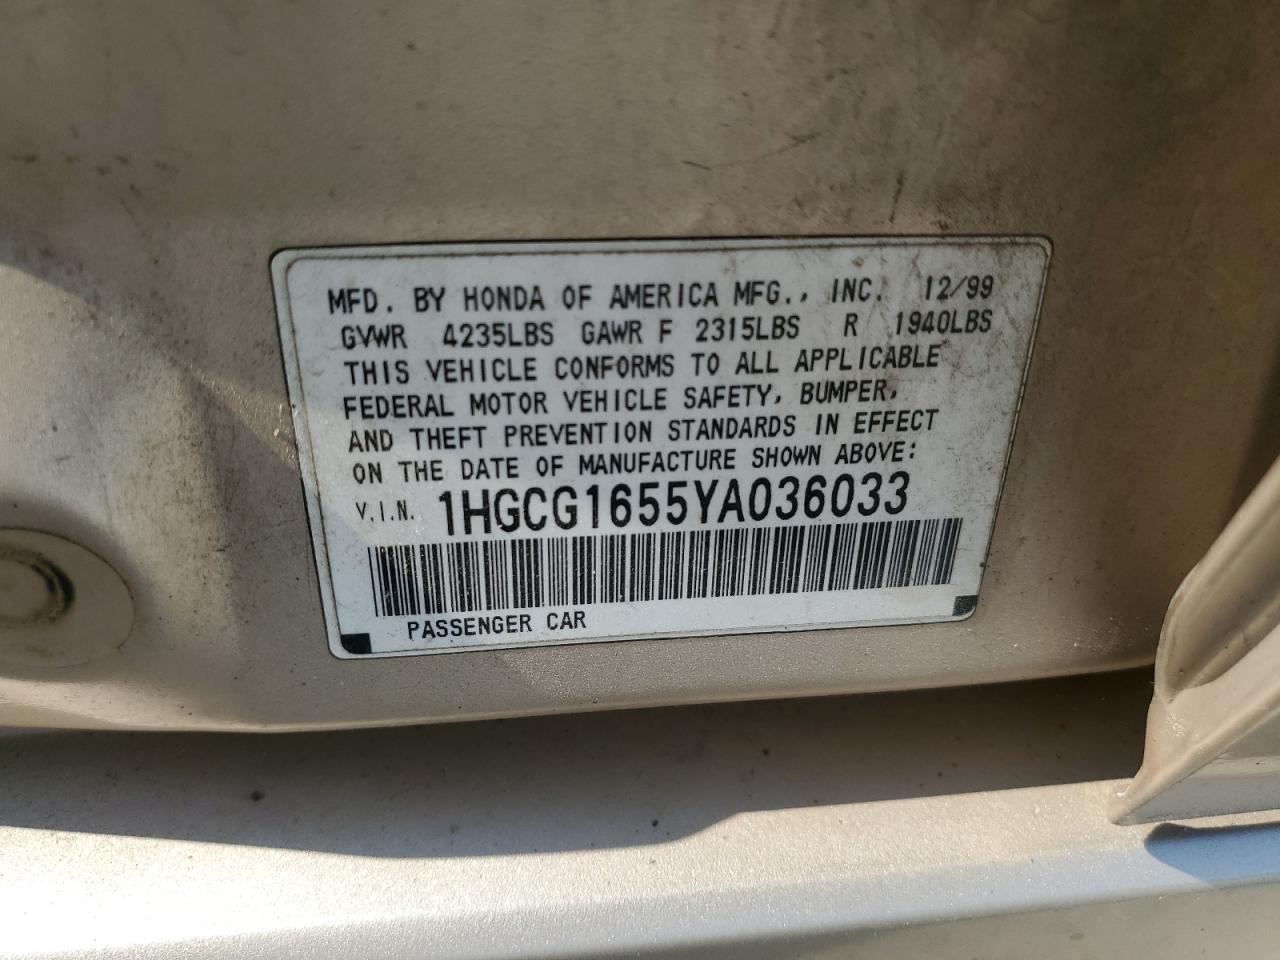 MFD. BY HONDA OF AMERICA MFG., INC. 12/99
GVWR 4235LBS GAWR F 2315LBS R 1940LBS
THIS VEHICLE CONFORMS TO ALL APPLICABLE
FEDERAL MOTOR VEHICLE SAFETY, BUMPER,
AND THEFT PREVENTION STANDARDS IN EFFECT
ON THE DATE OF MANUFACTURE SHOWN ABOVE:
V.I.N. 1HGCG1655YA036033
PASSENGER CAR